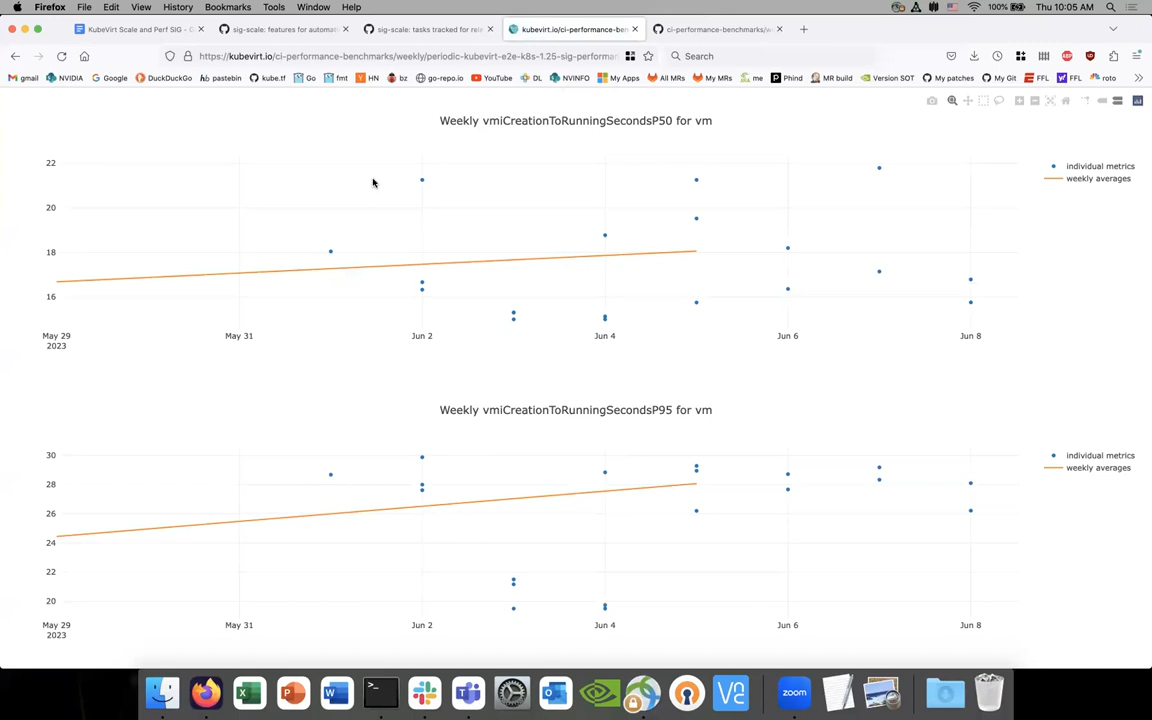 Firefox File Edit View History Bookmarks Tools Window Help 100% Thu 10:05 AM
KubeVirt Scale and Perf SIG - G
sig-scale: features for automat
sig-scale: tasks tracked for rele
kubevirt.io/ci-performance-ben
ci-performance-benchmarks/w
https://kubevirt.io/ci-performance-benchmarks/weekly/periodic-kubevirt-e2e-k8s-1.25-sig-performan
Search
gmail NVIDIA Google DuckDuckGo pastebin kube.tf Go fmt HN bz go-repo.io YouTube DL NVINFO My Apps All MRs My MRs me Phind MR build Version SOT My patches My Git FFL FFL roto
Weekly vmiCreationToRunningSecondsP50 for vm
22
20
18
16
May 29
2023
May 31
Jun 2
Jun 4
Jun 6
Jun 8
individual metrics
weekly averages
Weekly vmiCreationToRunningSecondsP95 for vm
30
28
26
24
22
20
May 29
2023
May 31
Jun 2
Jun 4
Jun 6
Jun 8
individual metrics
weekly averages
zoom